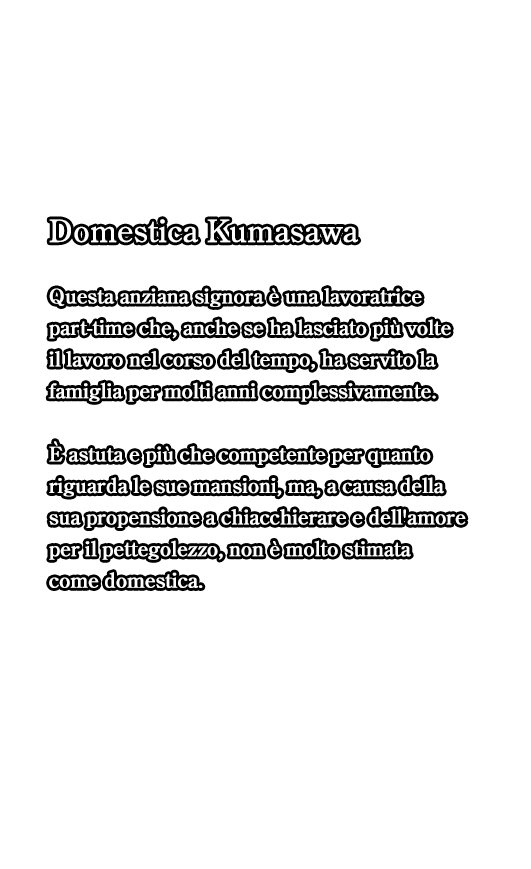 Domestica Kumasawa
Questa anziana signora è una lavoratrice
part-time che, anche se ha lasciato più volte
il lavoro nel corso del tempo, ha servito la
famiglia per molti anni complessivamente.
È astuta e più che competente per quanto
riguarda le sue mansioni, ma, a causa della
sua propensione a chiacchierare e dell'amore
per il pettegolezzo, non è molto stimata
come domestica.